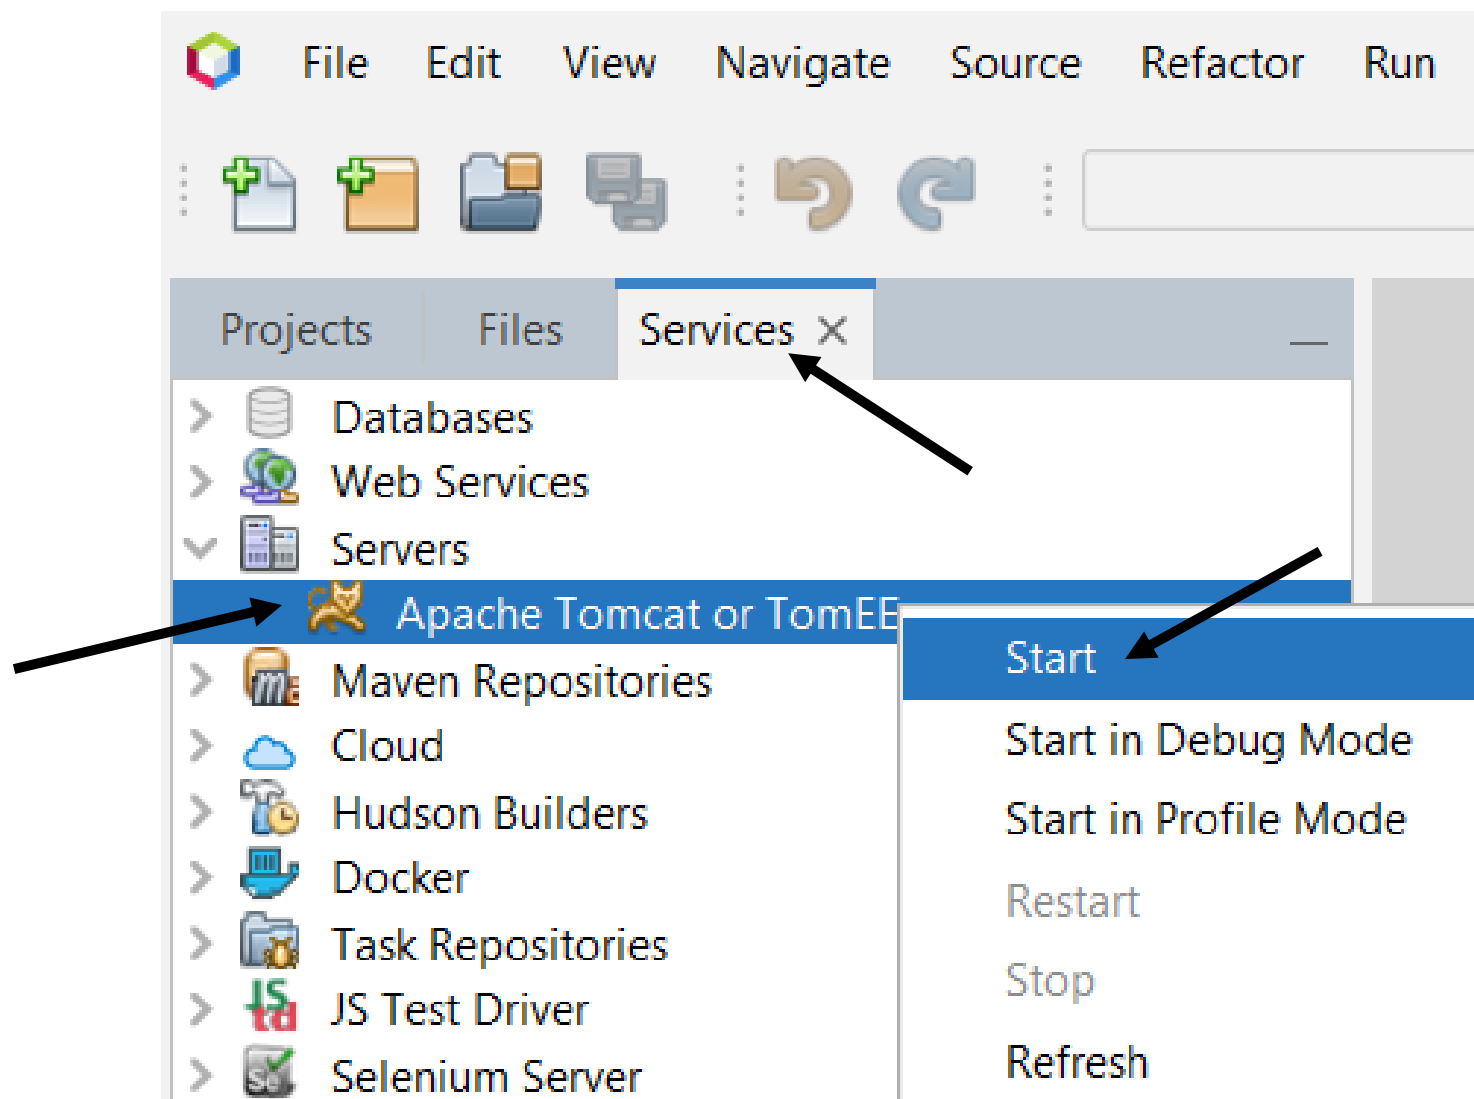 File Edit View Navigate Source Refactor Run
Projects Files Services
Databases
Web Services
Servers
Apache Tomcat or TomEE
Maven Repositories
Cloud
Hudson Builders
Docker
Task Repositories
JS Test Driver
Selenium Server
Start
Start in Debug Mode
Start in Profile Mode
Restart
Stop
Refresh